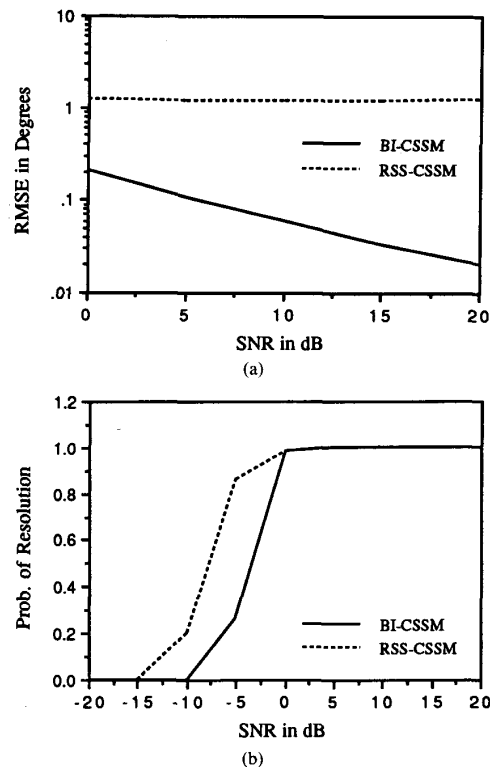 10
1
.1
.01
RMSE in Degrees
BI-CSSM
RSS-CSSM
0 5 10 15 20
SNR in dB
(a)
1.2
1.0
0.8
0.6
0.4
0.2
0.0
Prob. of Resolution
BI-CSSM
RSS-CSSM
-20 -15 -10 -5 0 5 10 15 20
SNR in dB
(b)